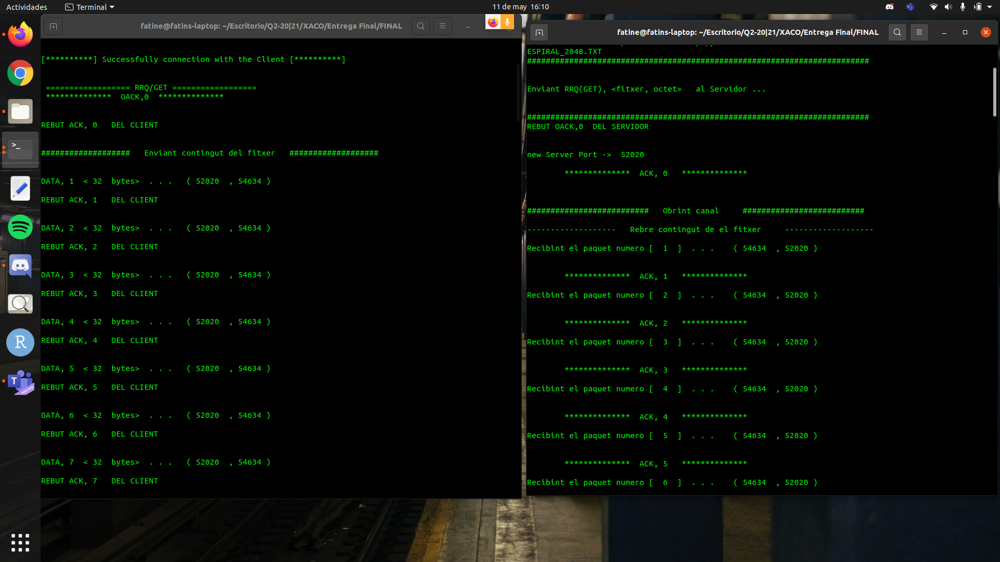 Actividades
Terminal
11 de may 16:10
fatine@fatins-laptop: ~/Escritorio/Q2-20|21/XACO/Entrega Final/FINAL
[**********] Successfully connection with the Client [**********]
================== RRQ/GET ==================
************** OACK,0 **************
REBUT ACK, 0 DEL CLIENT
################### Enviant contingut del fitxer ###################
DATA, 1 < 32 bytes> . . . ( 52020 , 54634 )
REBUT ACK, 1 DEL CLIENT
DATA, 2 < 32 bytes> . . . ( 52020 , 54634 )
REBUT ACK, 2 DEL CLIENT
DATA, 3 < 32 bytes> . . . ( 52020 , 54634 )
REBUT ACK, 3 DEL CLIENT
DATA, 4 < 32 bytes> . . . ( 52020 , 54634 )
REBUT ACK, 4 DEL CLIENT
DATA, 5 < 32 bytes> . . . ( 52020 , 54634 )
REBUT ACK, 5 DEL CLIENT
DATA, 6 < 32 bytes> . . . ( 52020 , 54634 )
REBUT ACK, 6 DEL CLIENT
DATA, 7 < 32 bytes> . . . ( 52020 , 54634 )
REBUT ACK, 7 DEL CLIENT
fatine@fatins-laptop: ~/Escritorio/Q2-20|21/XACO/Entrega Final/FINAL
ESPIRAL_2048.TXT
#########################################################################
Enviant RRQ(GET), <fitxer, octet> al Servidor ...
#########################################################################
REBUT OACK,0 DEL SERVIDOR
new Server Port -> 52020
************** ACK, 0 **************
########################## Obrint canal ##########################
------------------- Rebre contingut de el fitxer -------------------
Recibint el paquet numero [ 1 ] . . . ( 54634 , 52020 )
************** ACK, 1 **************
Recibint el paquet numero [ 2 ] . . . ( 54634 , 52020 )
************** ACK, 2 **************
Recibint el paquet numero [ 3 ] . . . ( 54634 , 52020 )
************** ACK, 3 **************
Recibint el paquet numero [ 4 ] . . . ( 54634 , 52020 )
************** ACK, 4 **************
Recibint el paquet numero [ 5 ] . . . ( 54634 , 52020 )
************** ACK, 5 **************
Recibint el paquet numero [ 6 ] . . . ( 54634 , 52020 )